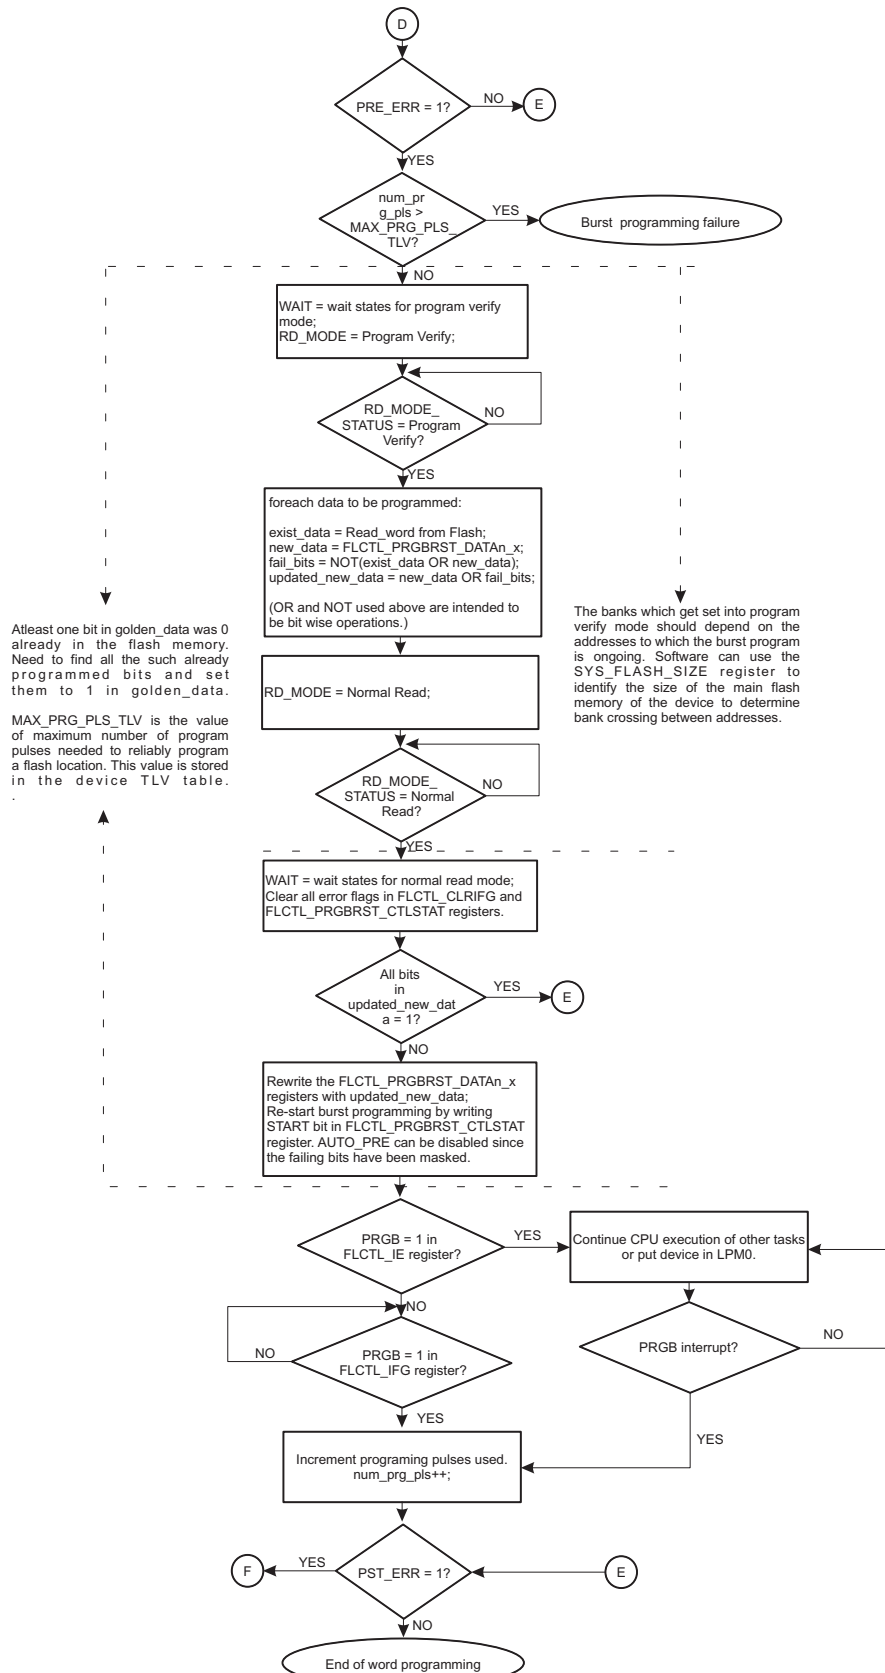 D
PRE_ERR = 1?
NO
E
YES
num_pr
g_pls >
MAX_PRG_PLS_
TLV?
YES
Burst programming failure
NO
WAIT = wait states for program verify
mode;
RD_MODE = Program Verify;
RD_MODE_
STATUS = Program
Verify?
NO
YES
foreach data to be programmed:
exist_data = Read_word from Flash;
new_data = FLCTL_PRGBRST_DATAn_x;
fail_bits = NOT(exist_data OR new_data);
updated_new_data = new_data OR fail_bits;
(OR and NOT used above are intended to
be bit wise operations.)
Atleast one bit in golden_data was 0
already in the flash memory.
Need to find all the such already
programmed bits and set
them to 1 in golden_data.
MAX_PRG_PLS_TLV is the value
of maximum number of program
pulses needed to reliably program
a flash location. This value is stored
in the device TLV table.
.
The banks which get set into program
verify mode should depend on the
addresses to which the burst program
is ongoing. Software can use the
SYS_FLASH_SIZE register to
identify the size of the main flash
memory of the device to determine
bank crossing between addresses.
RD_MODE = Normal Read;
RD_MODE_
STATUS = Normal
Read?
NO
YES
WAIT = wait states for normal read mode;
Clear all error flags in FLCTL_CLRIFG and
FLCTL_PRGBRST_CTLSTAT registers.
All bits
in
updated_new_dat
a = 1?
YES
E
NO
Rewrite the FLCTL_PRGBRST_DATAn_x
registers with updated_new_data;
Re-start burst programming by writing
START bit in FLCTL_PRGBRST_CTLSTAT
register. AUTO_PRE can be disabled since
the failing bits have been masked.
PRGB = 1 in
FLCTL_IE register?
YES
Continue CPU execution of other tasks
or put device in LPM0.
NO
PRGB = 1 in
FLCTL_IFG register?
NO
PRGB interrupt?
NO
YES
YES
Increment programing pulses used.
num_prg_pls++;
F
YES
PST_ERR = 1?
E
NO
End of word programming